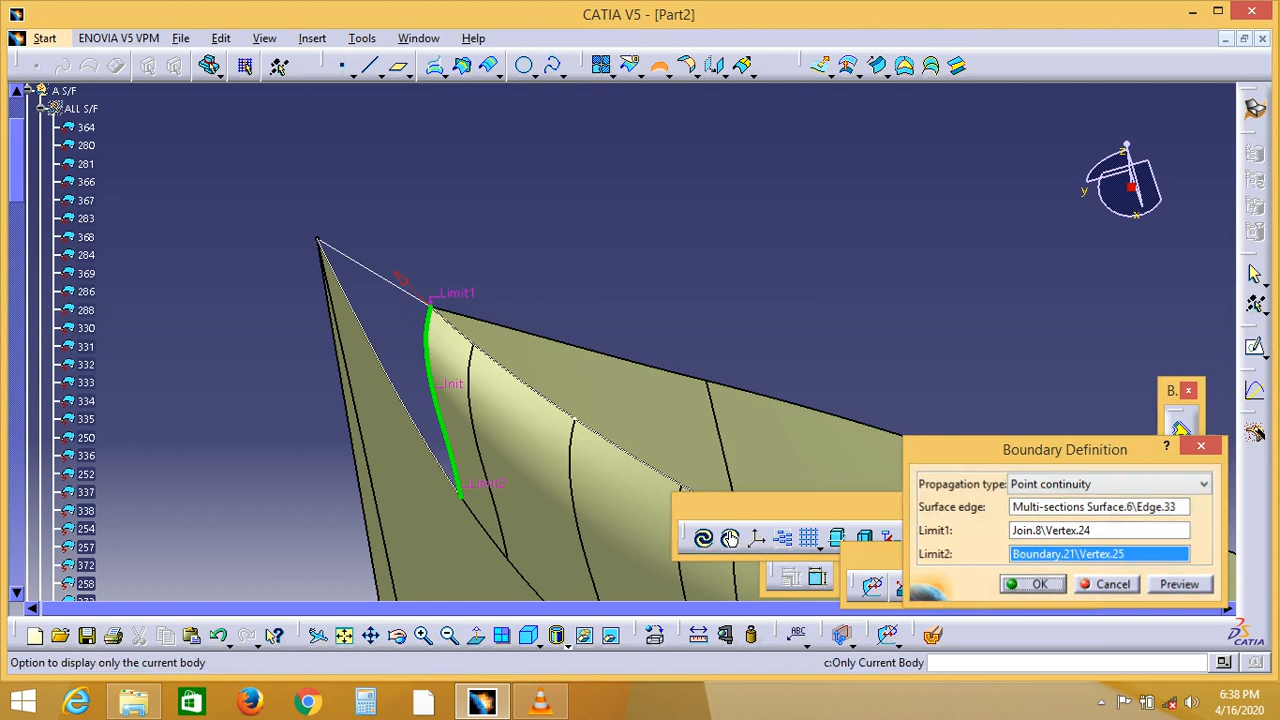 CATIA V5 - [Part2]
Start ENOVIA V5 VPM File Edit View Insert Tools Window Help
A S/F
ALL S/F
364
280
281
366
367
283
368
284
369
286
288
330
331
332
333
334
335
250
336
252
337
338
254
257
372
258
z
y
x
Limit1
Init
Limit2
B.
Boundary Definition
?
Propagation type: Point continuity
Surface edge: Multi-sections Surface.6\Edge.33
Limit1: Join.8\Vertex.24
Limit2: Boundary.21\Vertex.25
OK Cancel Preview
ABC
DS CATIA
Option to display only the current body c:Only Current Body
6:38 PM
4/16/2020